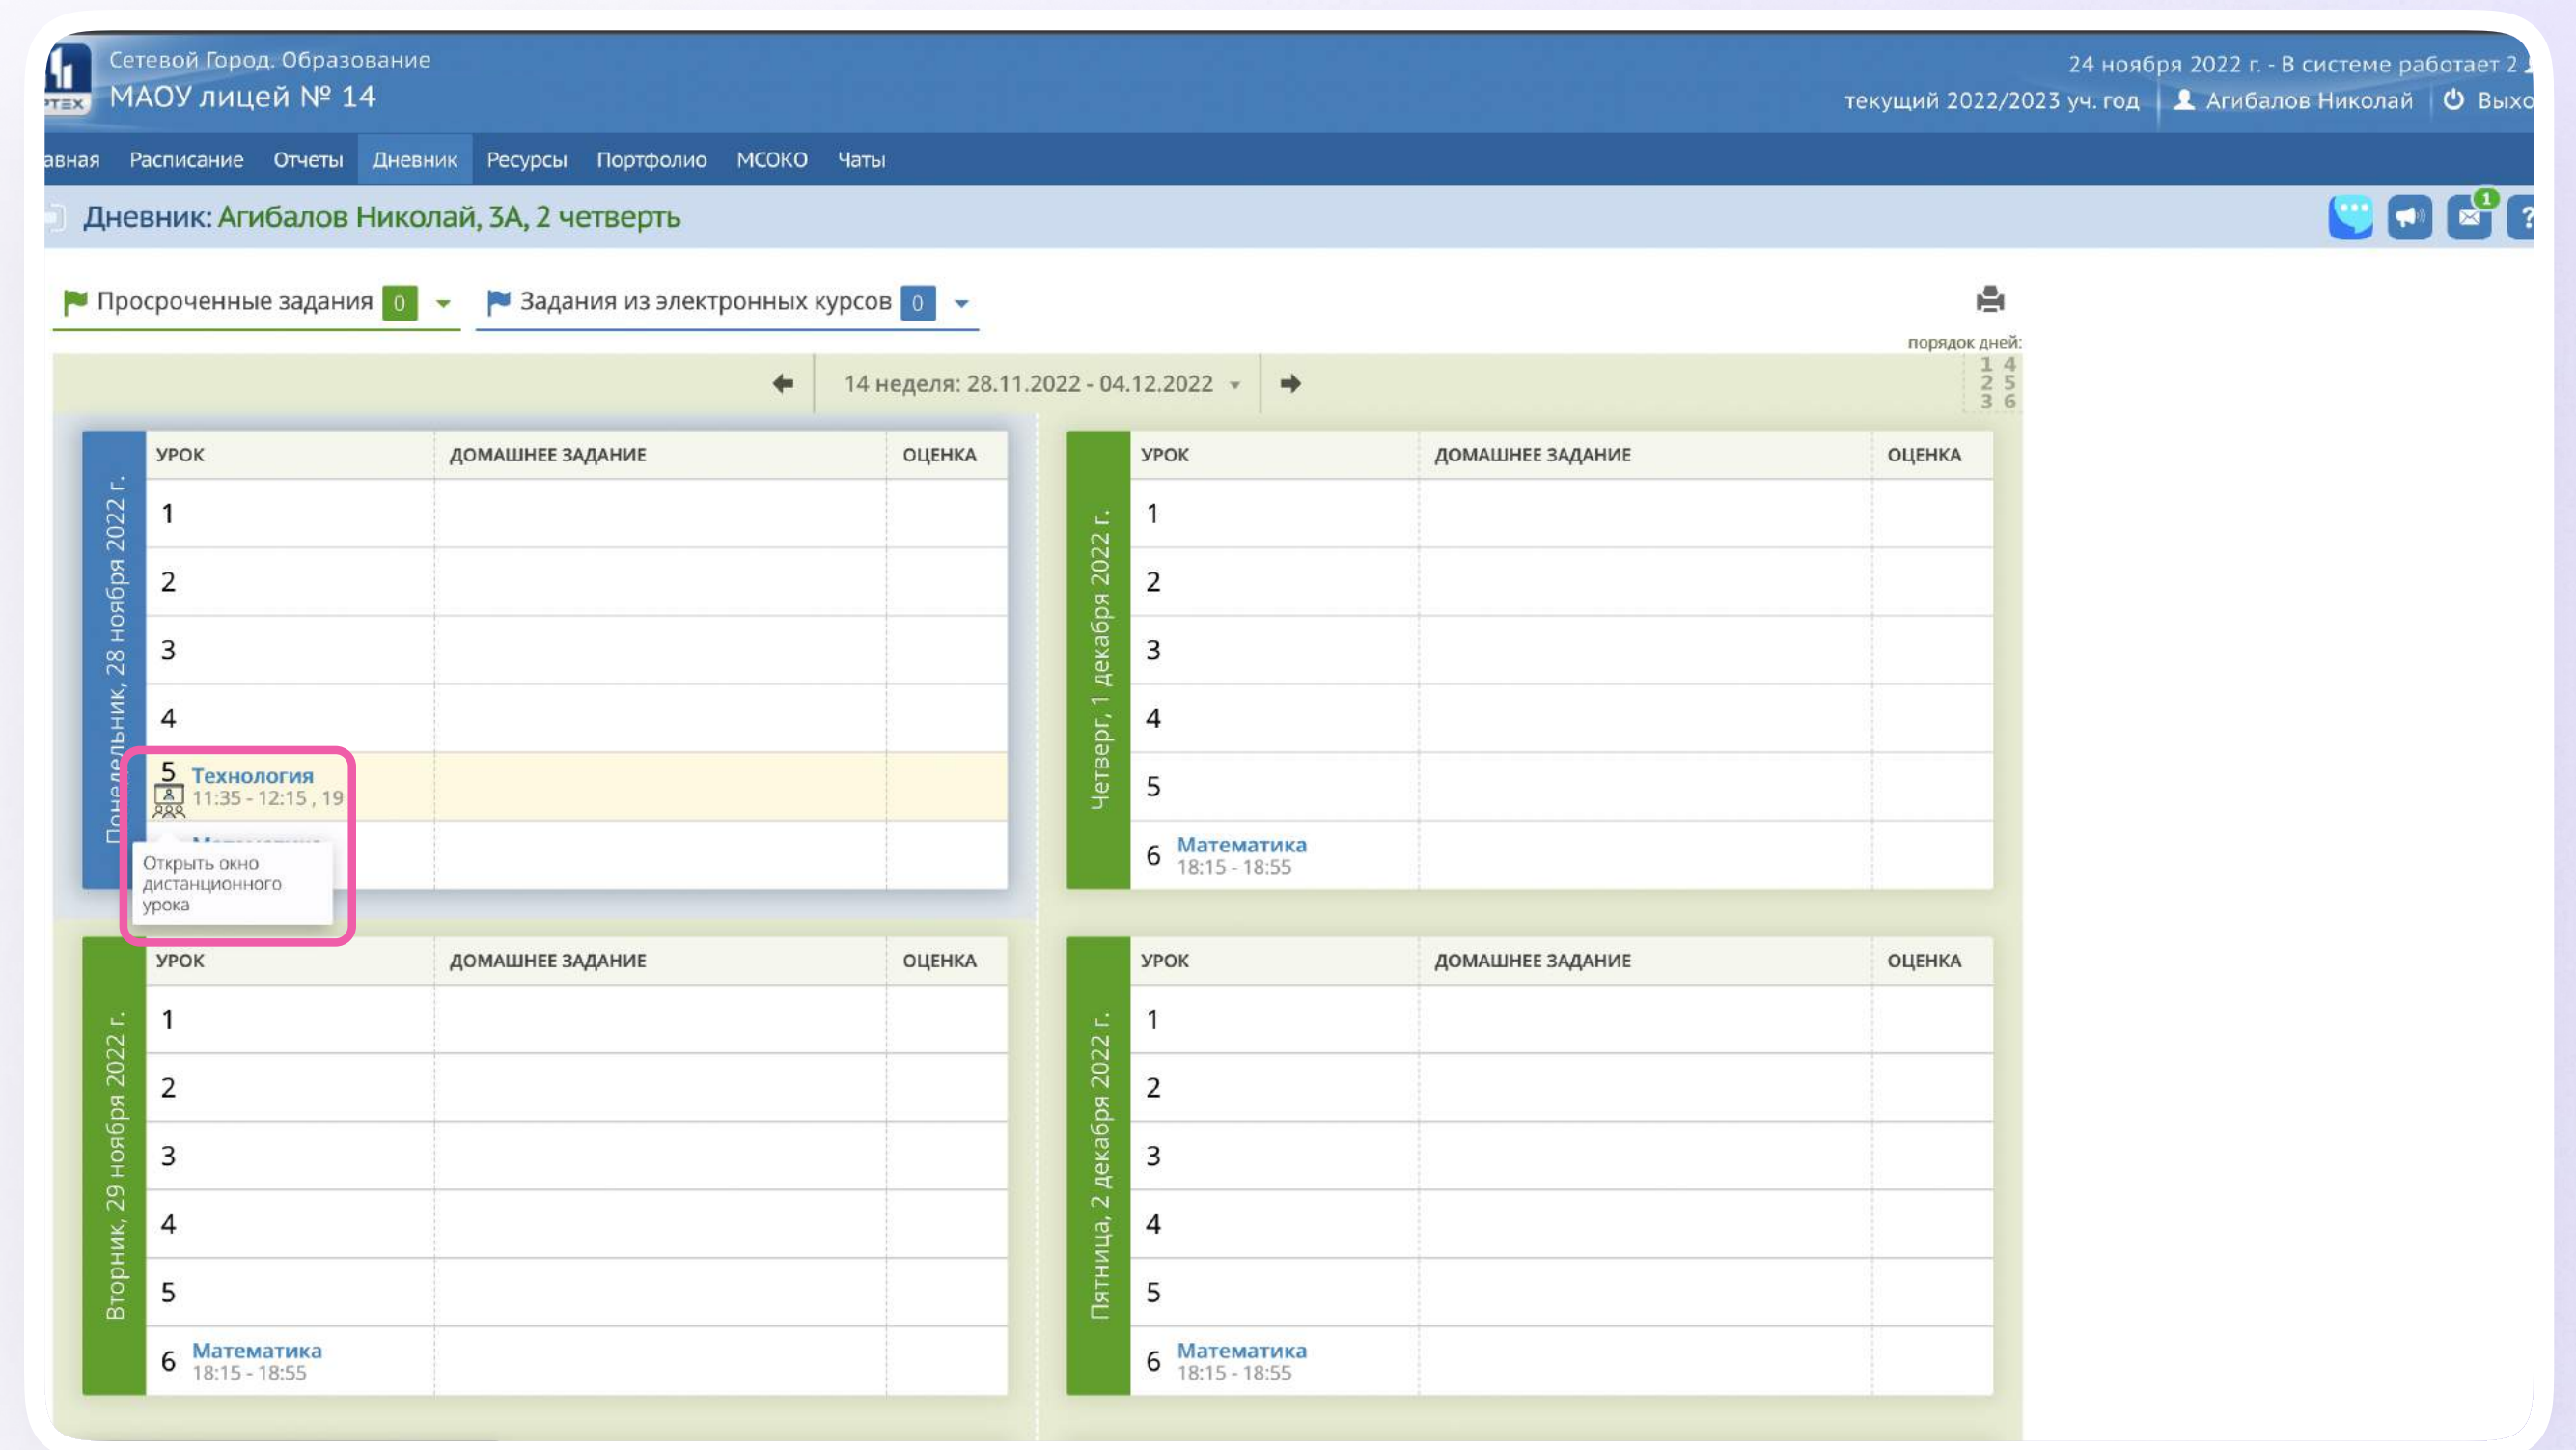 Сетевой Город. Образование
МАОУ лицей № 14
24 ноября 2022 г. - В системе работает 2
текущий 2022/2023 уч. год Агибалов Николай
Расписание Отчеты Дневник Ресурсы Портфолио МСОКО Чаты
Дневник: Агибалов Николай, 3А, 2 четверть
1
?
Просроченные задания 0 Задания из электронных курсов 0
порядок дней:
1 4
2 5
3 6
14 неделя: 28.11.2022 - 04.12.2022
Понедельник, 28 ноября 2022 г.
УРОК ДОМАШНЕЕ ЗАДАНИЕ ОЦЕНКА
1
2
3
4
5 Технология
11:35 - 12:15 , 19
Открыть окно
дистанционного
урока
Четверг, 1 декабря 2022 г.
УРОК ДОМАШНЕЕ ЗАДАНИЕ ОЦЕНКА
1
2
3
4
5
6 Математика
18:15 - 18:55
Вторник, 29 ноября 2022 г.
УРОК ДОМАШНЕЕ ЗАДАНИЕ ОЦЕНКА
1
2
3
4
5
6 Математика
18:15 - 18:55
Пятница, 2 декабря 2022 г.
УРОК ДОМАШНЕЕ ЗАДАНИЕ ОЦЕНКА
1
2
3
4
5
6 Математика
18:15 - 18:55